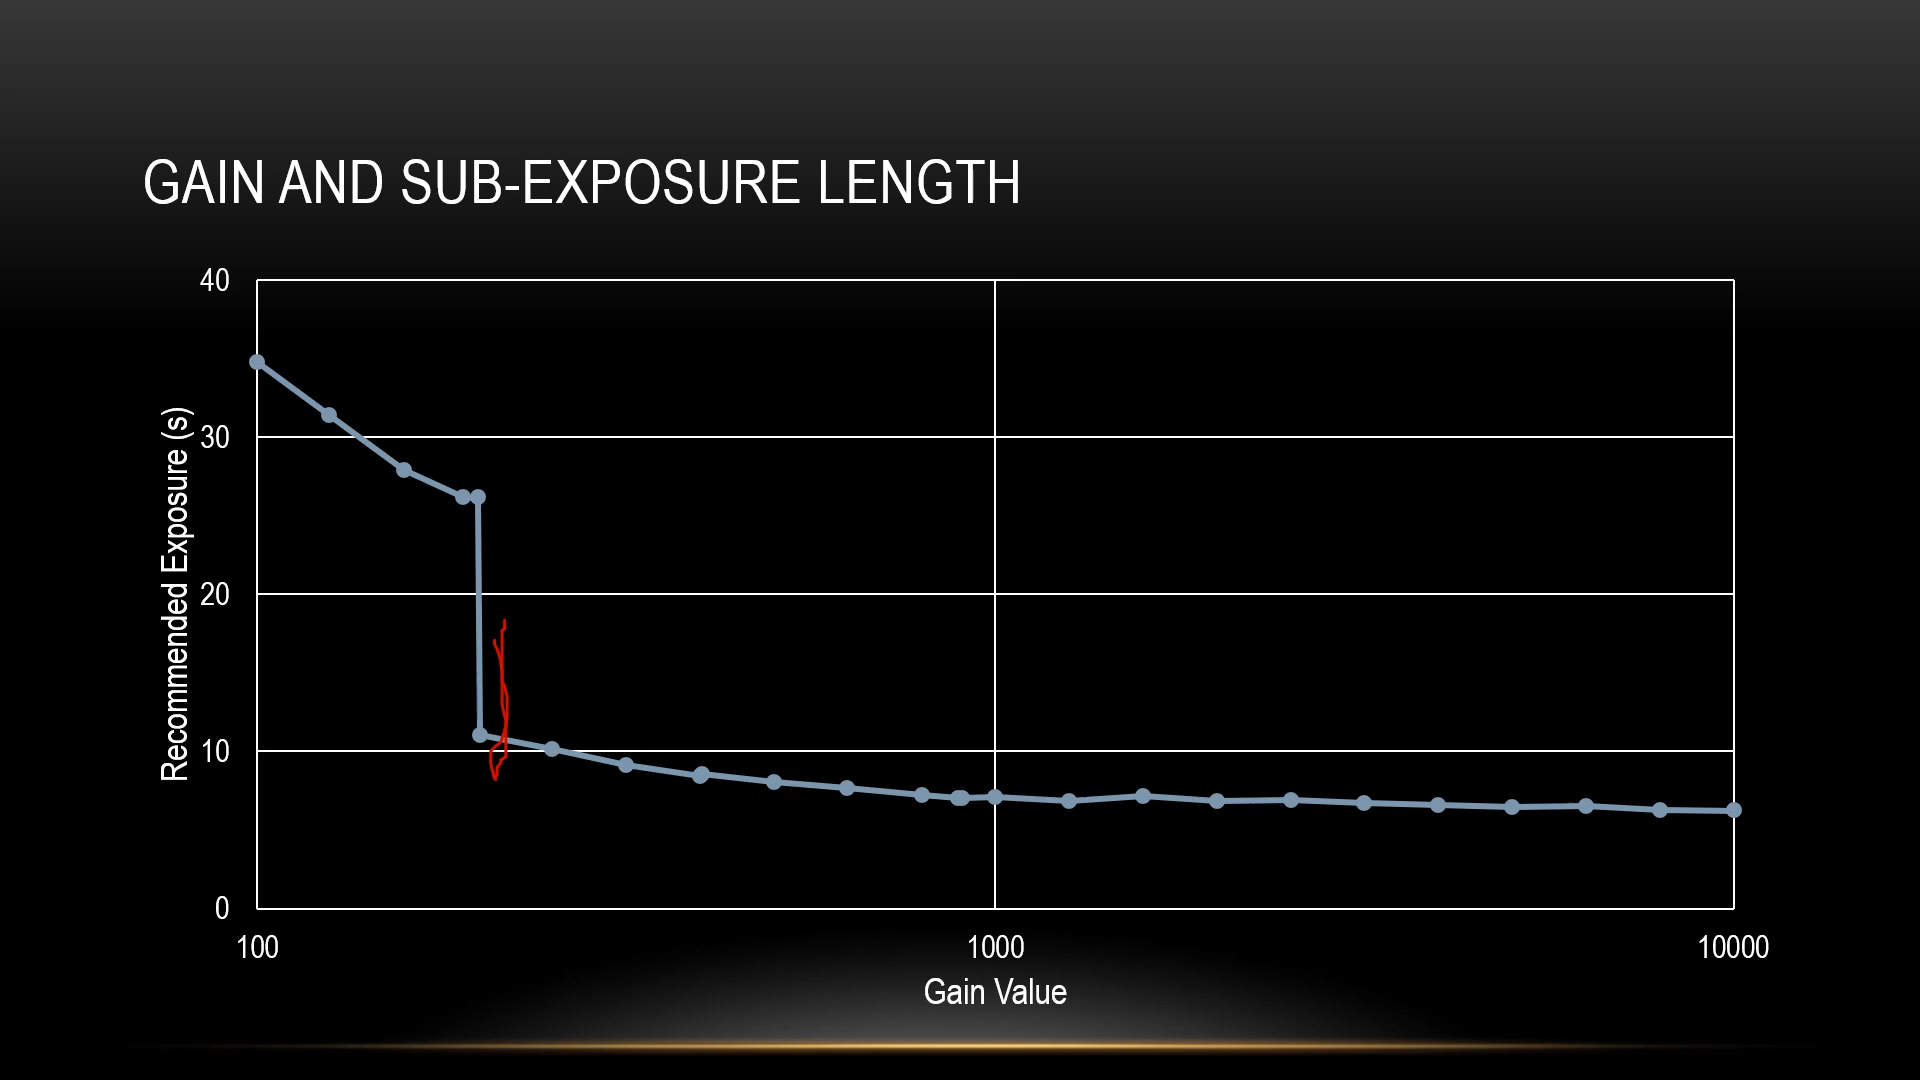 GAIN AND SUB-EXPOSURE LENGTH
40
30
20
10
0
Recommended Exposure (s)
100
1000
10000
Gain Value